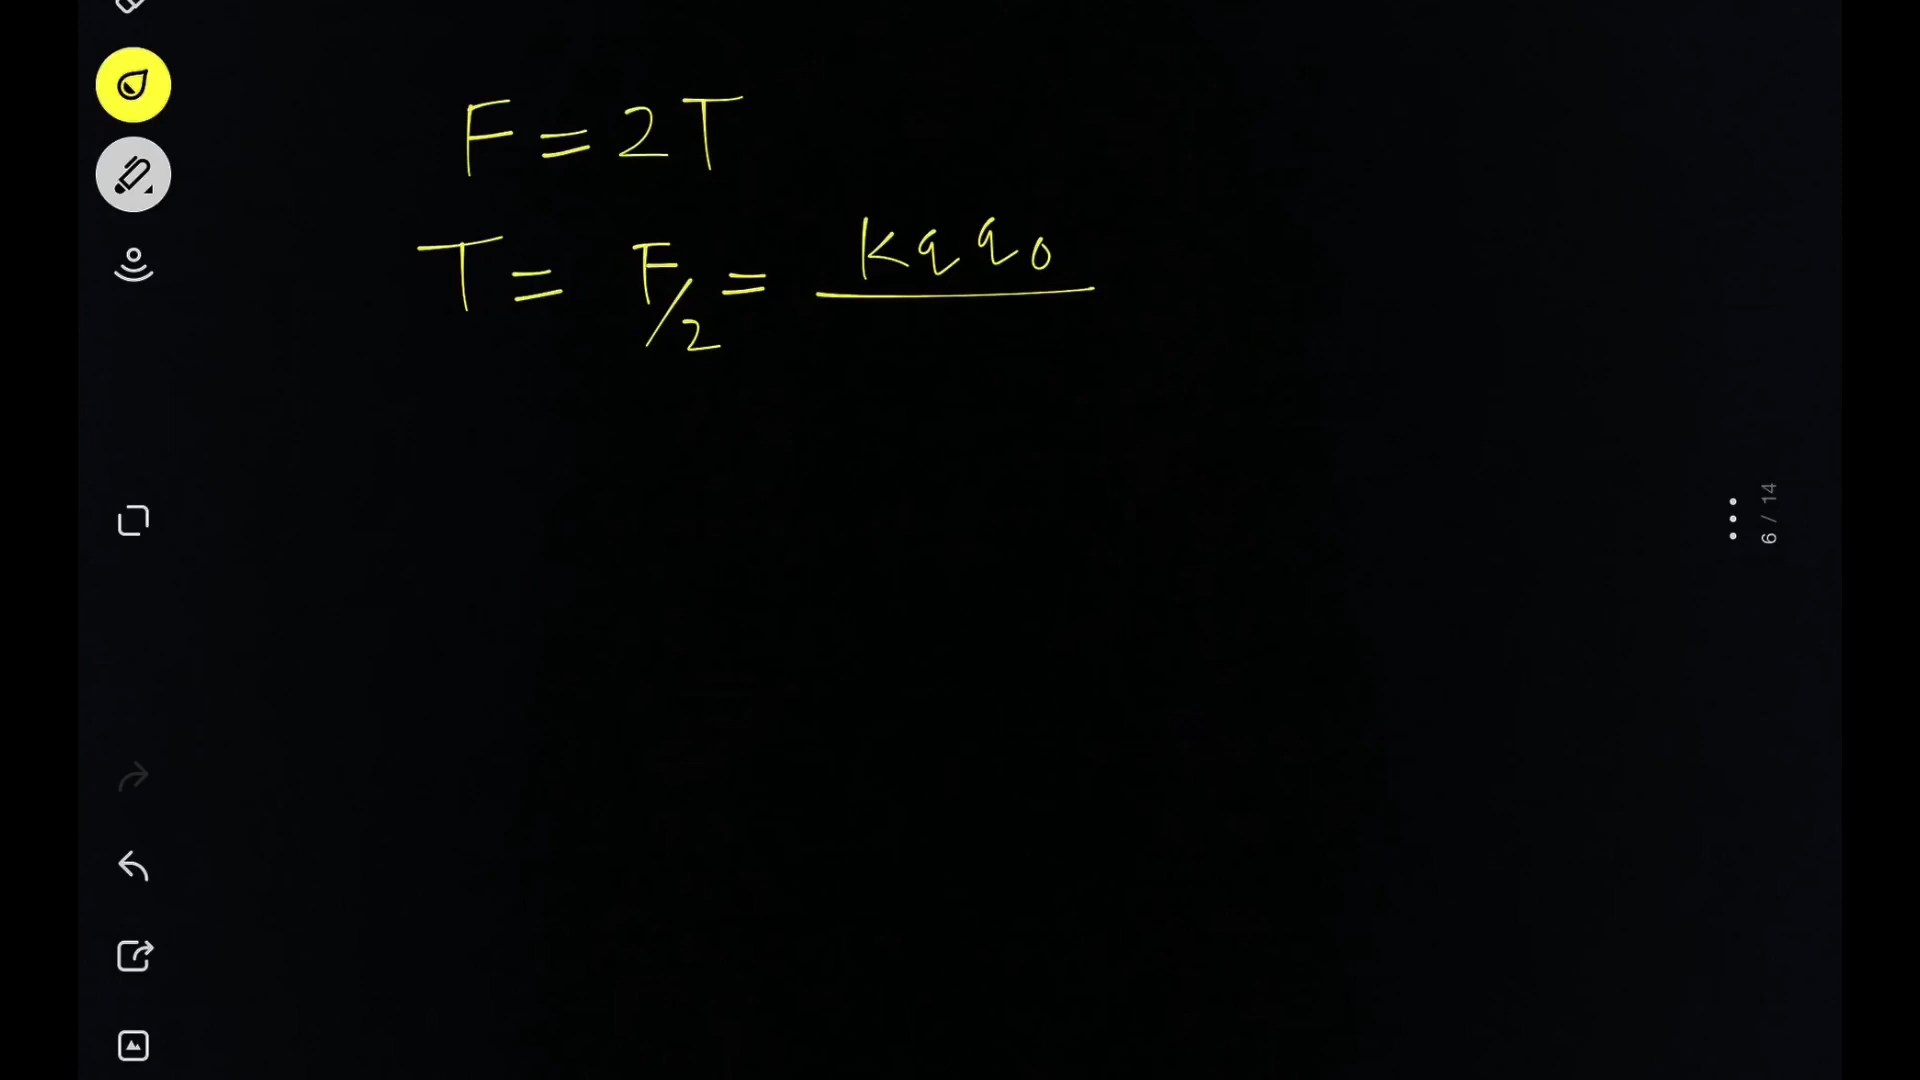 F = 2T
T = F/2 = kqq₀
6 / 14